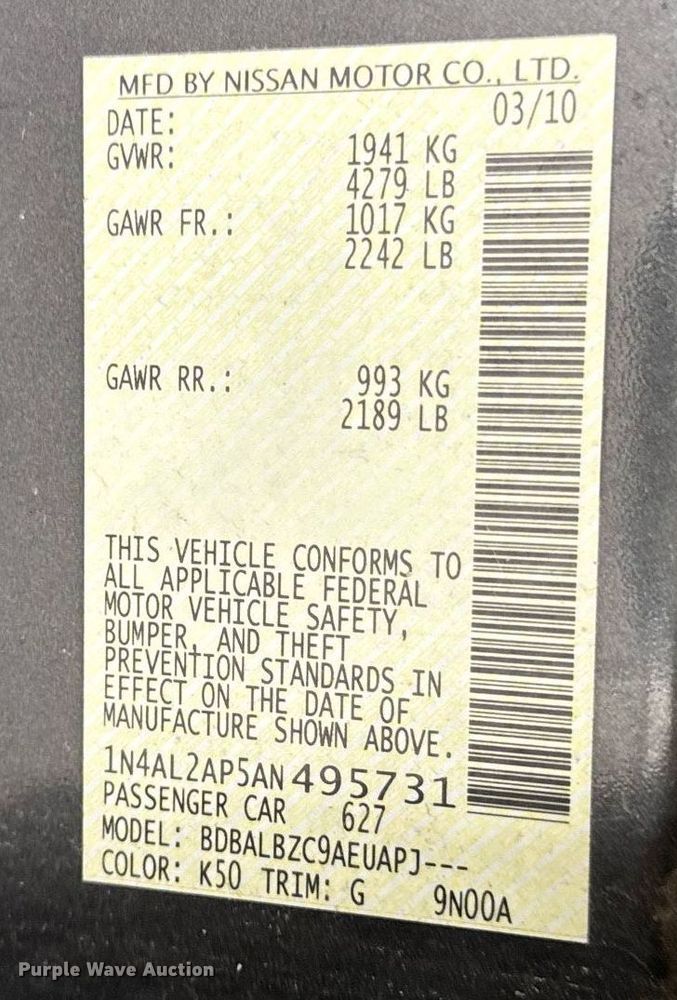 MFD BY NISSAN MOTOR CO., LTD.
DATE: 03/10
GVWR: 1941 KG
4279 LB
GAWR FR.: 1017 KG
2242 LB
GAWR RR.: 993 KG
2189 LB
THIS VEHICLE CONFORMS TO
ALL APPLICABLE FEDERAL
MOTOR VEHICLE SAFETY,
BUMPER, AND THEFT
PREVENTION STANDARDS IN
EFFECT ON THE DATE OF
MANUFACTURE SHOWN ABOVE.
1N4AL2AP5AN495731
PASSENGER CAR 627
MODEL: BDBALBZC9AEUAPJ---
COLOR: K50 TRIM: G 9N00A
Purple Wave Auction